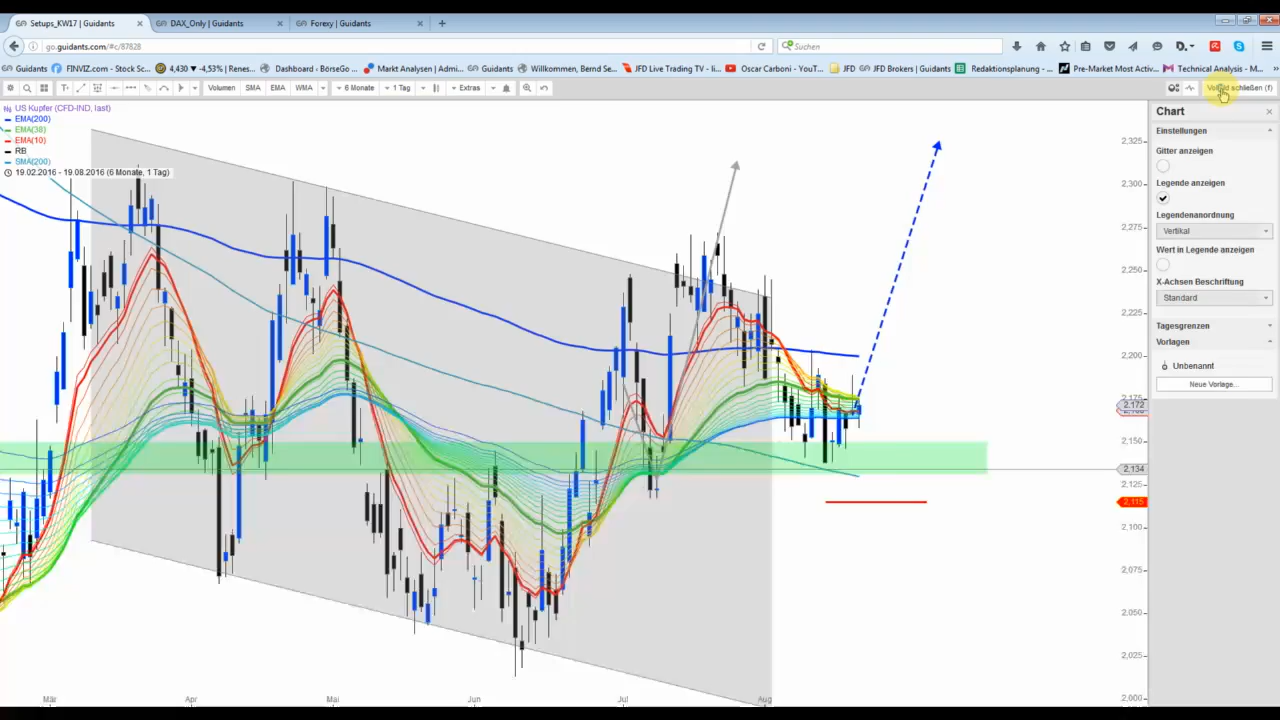 Setups_KW17 | Guidants × DAX_Only | Guidants × Forexy | Guidants × +
go.guidants.com/#c/87828 Suchen
Guidants FINVIZ.com - Stock Sc... 4,430 ▾ -4,53% | Renes... Dashboard - BörseGo ... Markt Analysen | Admi... Guidants Willkommen, Bernd Se... JFD Live Trading TV - li... Oscar Carboni - YouT... JFD JFD Brokers | Guidants Redaktionsplanung - ... Pre-Market Most Activ... Technical Analysis - M... »
Volumen SMA EMA WMA 6 Monate 1 Tag Extras schließen (f)
US Kupfer (CFD-IND, last)
EMA(200)
EMA(38)
EMA(10)
RB
SMA(200)
19.02.2016 - 19.08.2016 (6 Monate, 1 Tag)
2,325
2,300
2,275
2,250
2,225
2,200
2,172
2,150
2,134
2,125
2,115
2,100
2,075
2,050
2,025
2,000
Mär Apr Mai Jun Jul Aug
Chart ×
Einstellungen
Gitter anzeigen
Legende anzeigen
Legendenanordnung
Vertikal
Wert in Legende anzeigen
X-Achsen Beschriftung
Standard
Tagesgrenzen
Vorlagen
Unbenannt
Neue Vorlage...